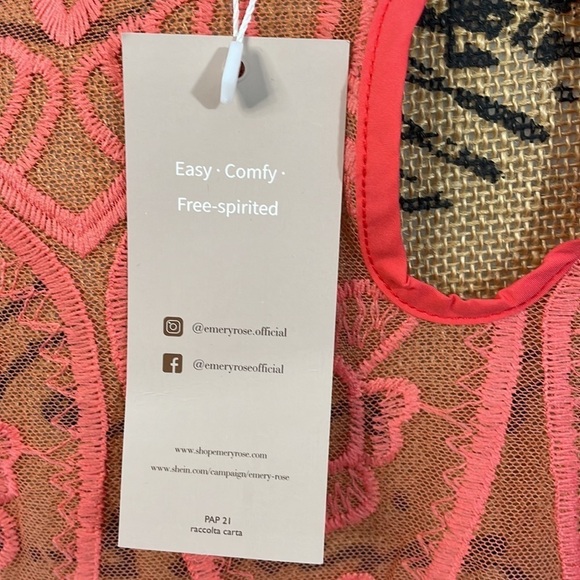 Easy · Comfy ·
Free-spirited
@emeryrose.official
@emeryroseofficial
www.shopemeryrose.com
www.shein.com/campaign/emery-rose
PAP 21
raccolta carta